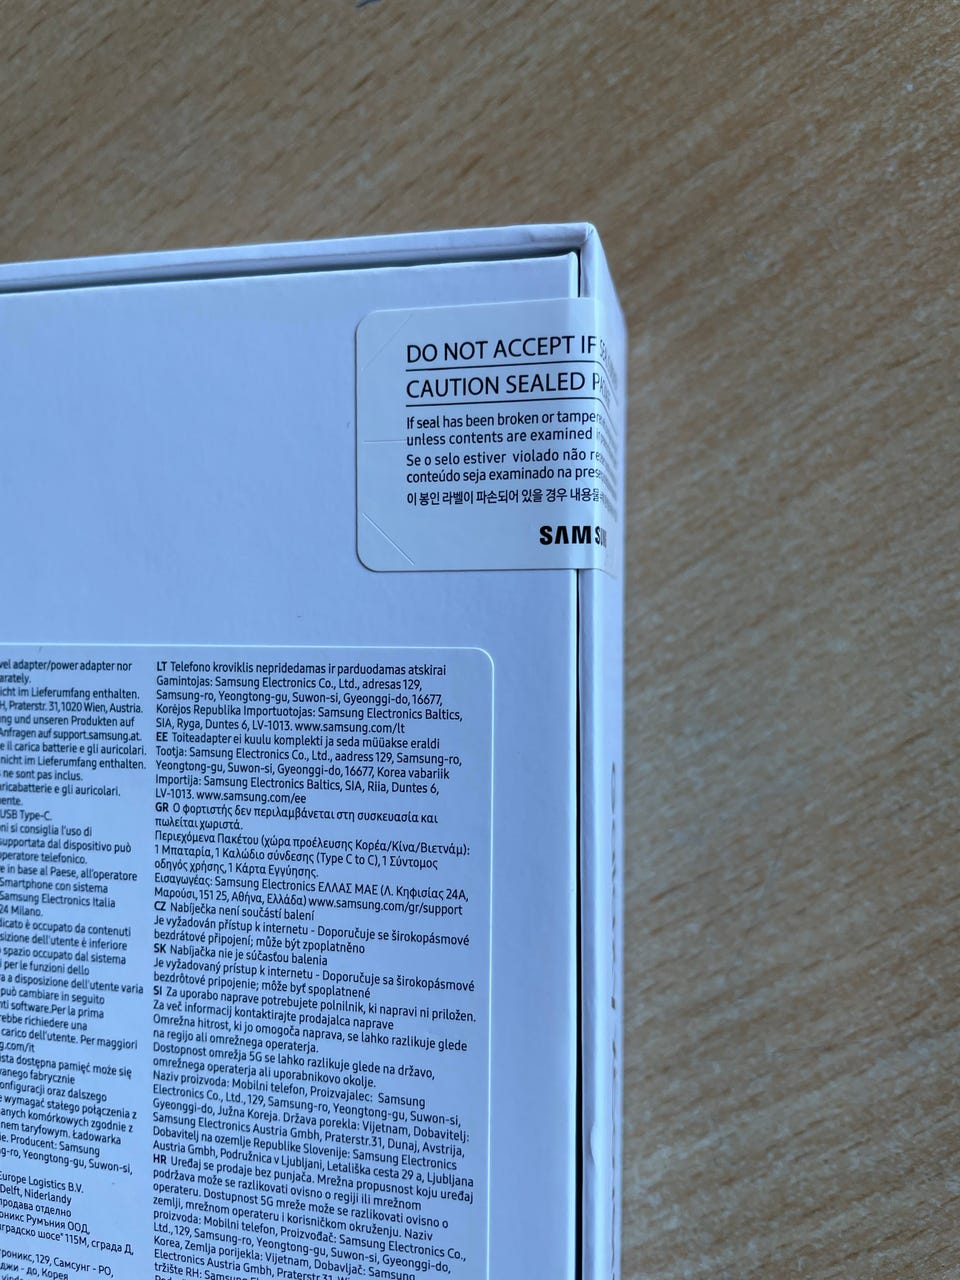 DO NOT ACCEPT IF
CAUTION SEALED
If seal has been broken or
unless contents are examined
Se o selo estiver violado não
conteúdo seja examinado na
이 봉인 라벨이 파손되어 있을 경우 내용물
SAMSUNG
adapter/power adapter nor
nicht im Lieferumfang enthalten.
Praterstr. 31, 1020 Wien, Austria.
und unseren Produkten auf
Anfragen auf support.samsung.at.
e il carica batterie e gli auricolari.
nicht im Lieferumfang enthalten.
ne sont pas inclus.
e gli auricolari.
USB Type-C.
si consiglia l'uso di
supportata dal dispositivo può
operatore telefonico.
e in base al Paese, all'operatore
Smartphone con sistema
Samsung Electronics Italia
Milano.
è occupato da contenuti
dell'utente è inferiore
spazio occupato dal sistema
per le funzioni dello
a disposizione dell'utente varia
può cambiare in seguito
software.Per la prima
richiedere una
carico dell'utente. Per maggiori
dostępna pamięć może się
fabrycznie
oraz dalszego
wymagać stałego połączenia z
komórkowych zgodnie z
taryfowym. Ładowarka
Producent: Samsung
Yeongtong-gu, Suwon-si,
Europe Logistics B.V.
Delft, Niderlandy
отделно
Румъния ООД,
шосе" 115М, сграда Д,
129, Самсунг - РО,
до, Корея
LT Telefono kroviklis nepridedamas ir parduodamas atskirai
Gamintojas: Samsung Electronics Co., Ltd., adresas 129,
Samsung-ro, Yeongtong-gu, Suwon-si, Gyeonggi-do, 16677,
Korėjos Respublika Importuotojas: Samsung Electronics Baltics,
SIA, Ryga, Duntes 6, LV-1013. www.samsung.com/lt
EE Toiteadapter ei kuulu komplekti ja seda müüakse eraldi
Tootja: Samsung Electronics Co., Ltd., aadress 129, Samsung-ro,
Yeongtong-gu, Suwon-si, Gyeonggi-do, 16677, Korea vabariik
Importija: Samsung Electronics Baltics, SIA, Riia, Duntes 6,
LV-1013. www.samsung.com/ee
GR Ο φορτιστής δεν περιλαμβάνεται στη συσκευασία και
πωλείται χωριστά.
Περιεχόμενα Πακέτου (χώρα προέλευσης Κορέα/Κίνα/Βιετνάμ):
1 Μπαταρία, 1 Καλώδιο σύνδεσης (Type C to C), 1 Σύντομος
οδηγός χρήσης, 1 Κάρτα Εγγύησης.
Εισαγωγέας: Samsung Electronics ΕΛΛΑΣ ΜΑΕ (Λ. Κηφισίας 24Α,
Μαρούσι, 151 25, Αθήνα, Ελλάδα) www.samsung.com/gr/support
CZ Nabíječka není součástí balení
Je vyžadován přístup k internetu - Doporučuje se širokopásmové
bezdrátové připojení; může být zpoplatněno
SK Nabíjačka nie je súčasťou balenia
Je vyžadovaný prístup k internetu - Doporučuje sa širokopásmové
bezdrôtové pripojenie; môže byť spoplatnené
SI Za uporabo naprave potrebujete polnilnik, ki napravi ni priložen.
Za več informacij kontaktirajte prodajalca naprave
Omrežna hitrost, ki jo omogoča naprava, se lahko razlikuje glede
na regijo ali omrežnega operaterja.
Dostopnost omrežja 5G se lahko razlikuje glede na državo,
omrežnega operaterja ali uporabnikovo okolje.
Naziv proizvoda: Mobilni telefon, Proizvajalec: Samsung
Electronics Co., Ltd., 129, Samsung-ro, Yeongtong-gu, Suwon-si,
Gyeonggi-do, Južna Koreja. Država porekla: Vijetnam, Dobavitelj:
Samsung Electronics Austria Gmbh, Praterstr.31, Dunaj, Avstrija,
Dobavitelj na ozemlje Republike Slovenije: Samsung Electronics
Austria Gmbh, Podružnica v Ljubljani, Letališka cesta 29 a, Ljubljana
HR Uređaj se prodaje bez punjača. Mrežna propusnost koju uređaj
podržava može se razlikovati ovisno o regiji ili mrežnom
operateru. Dostupnost 5G mreže može se razlikovati ovisno o
zemlji, mrežnom operateru i korisničkom okruženju. Naziv
proizvoda: Mobilni telefon, Proizvođač: Samsung Electronics Co.,
Ltd., 129, Samsung-ro, Yeongtong-gu, Suwon-si, Gyeonggi-do,
Korea, Zemlja porijekla: Vijetnam, Dobavljač: Samsung
Electronics Austria Gmbh, Praterstr.31, Wien
tržište RH: Samsung Electronics